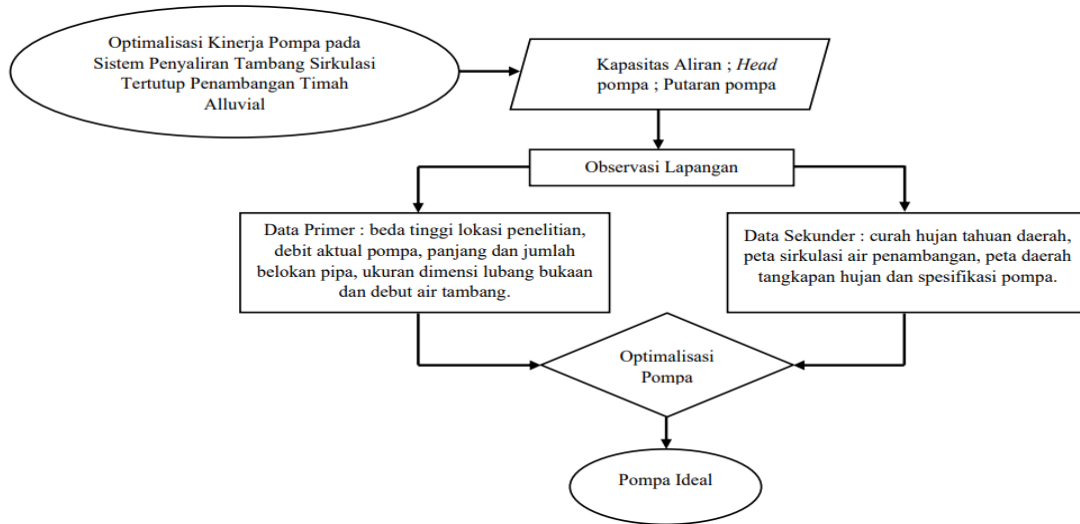 Optimalisasi Kinerja Pompa pada
Sistem Penyaliran Tambang Sirkulasi
Tertutup Penambangan Timah
Alluvial
Kapasitas Aliran ; Head
pompa ; Putaran pompa
Observasi Lapangan
Data Primer : beda tinggi lokasi penelitian,
debit aktual pompa, panjang dan jumlah
belokan pipa, ukuran dimensi lubang bukaan
dan debut air tambang.
Data Sekunder : curah hujan tahuan daerah,
peta sirkulasi air penambangan, peta daerah
tangkapan hujan dan spesifikasi pompa.
Optimalisasi
Pompa
Pompa Ideal